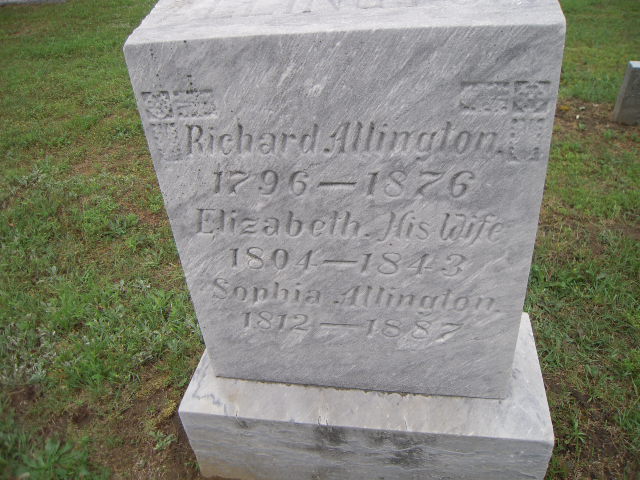 Richard Allington.
1796—1876
Elizabeth. His Wife
1804—1843
Sophia Allington.
1812—1887